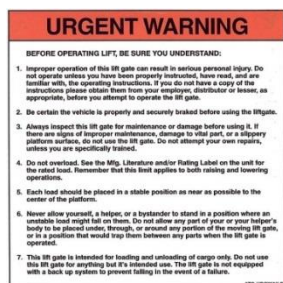 URGENT WARNING
BEFORE OPERATING LIFT, BE SURE YOU UNDERSTAND:
1. Improper operation of this lift gate can result in serious personal injury. Do
not operate unless you have been properly instructed, have read, and are
familiar with, the operating instructions. If you do not have a copy of the
instructions please obtain them from your employer, distributor or lesser, as
appropriate, before you attempt to operate the lift gate.
2. Be certain the vehicle is properly and securely braked before using the liftgate.
3. Always inspect this lift gate for maintenance or damage before using it. If
there are signs of improper maintenance, damage to vital part, or a slippery
platform surface, do not use the lift gate. Do not attempt your own repairs,
unless you are specifically trained.
4. Do not overload. See the Mfg. Literature and/or Rating Label on the unit for
the rated load. Remember that this limit applies to both raising and lowering
operations.
5. Each load should be placed in a stable position as near as possible to the
center of the platform.
6. Never allow yourself, a helper, or a bystander to stand in a position where an
unstable load might fall on them. Do not allow any part of your or your helper's
body to be placed under, through, or around any portion of the moving lift gate,
or in a position that would trap them between any parts when the lift gate is
operated.
7. This lift gate is intended for loading and unloading of cargo only. Do not use
this lift gate for anything but it's intended use. The lift gate is not equipped
with a back up system to prevent falling in the event of a failure.